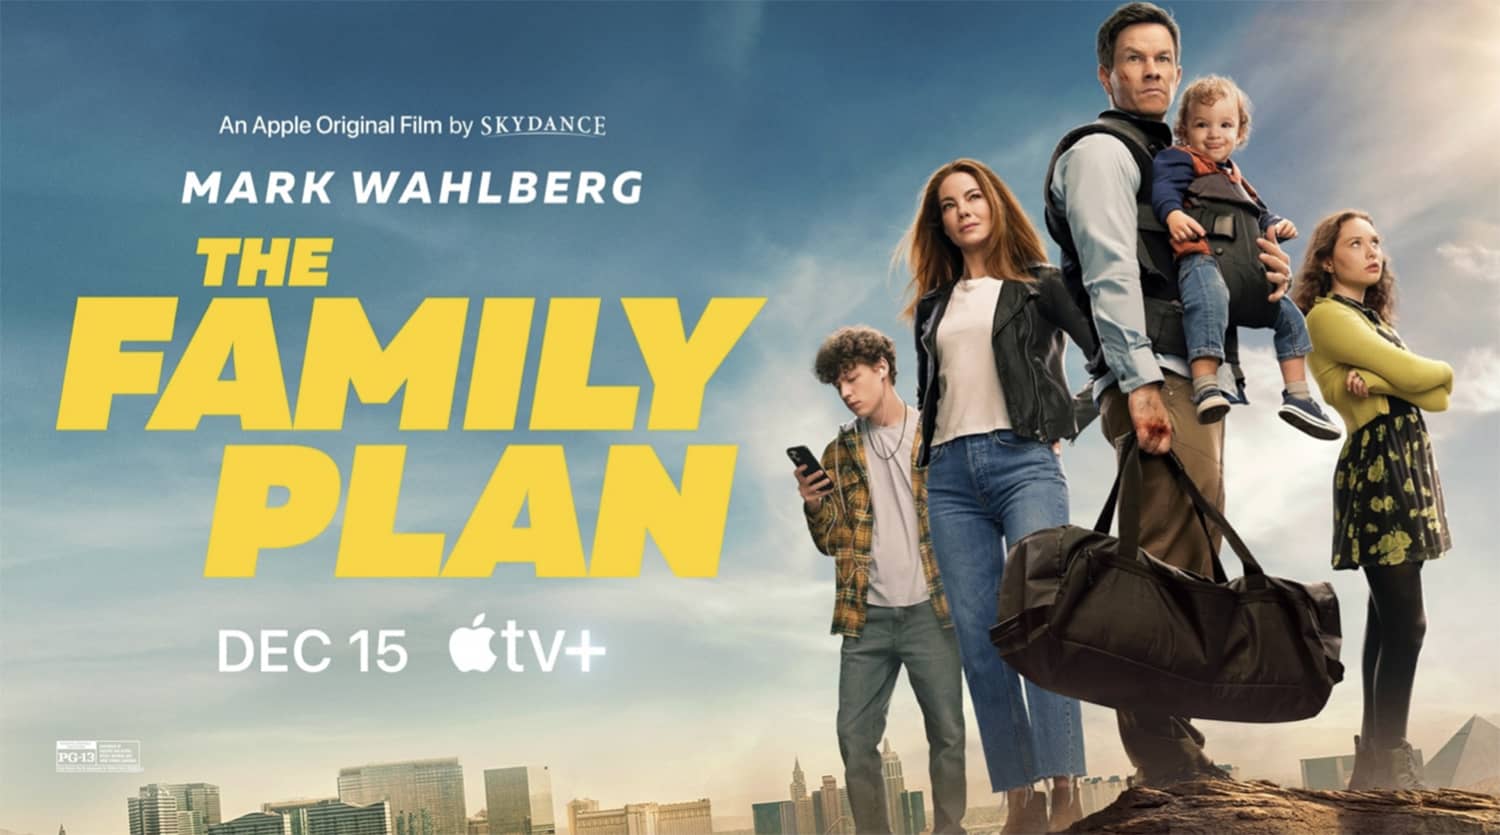 An Apple Original Film by SKYDANCE
MARK WAHLBERG
THE
FAMILY
PLAN
DEC 15 tv+
PG-13